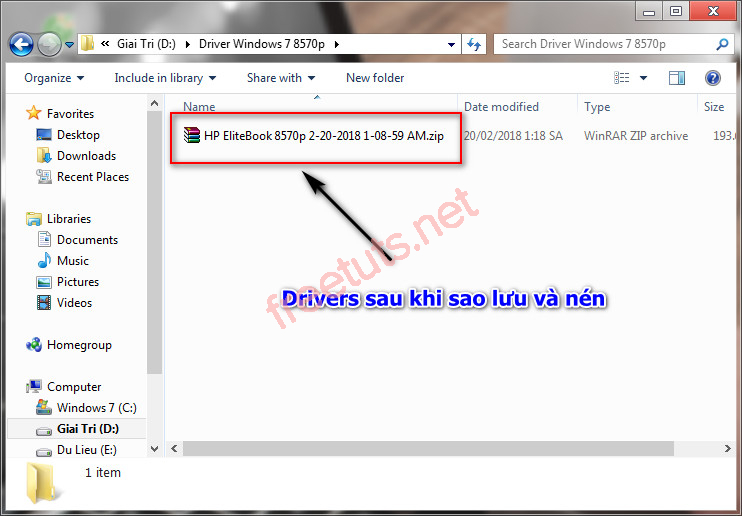 « Giai Tri (D:) ▸ Driver Windows 7 8570p ▸
Search Driver Windows 7 8570p
Organize Include in library Share with New folder
Name Date modified Type Size
HP EliteBook 8570p 2-20-2018 1-08-59 AM.zip 20/02/2018 1:18 SA WinRAR ZIP archive
Favorites
Desktop
Downloads
Recent Places
Libraries
Documents
Music
Pictures
Videos
Homegroup
Computer
Windows 7 (C:)
Giai Tri (D:)
Du Lieu (E:)
Drivers sau khi sao lưu và nén
freetuts.net
1 item